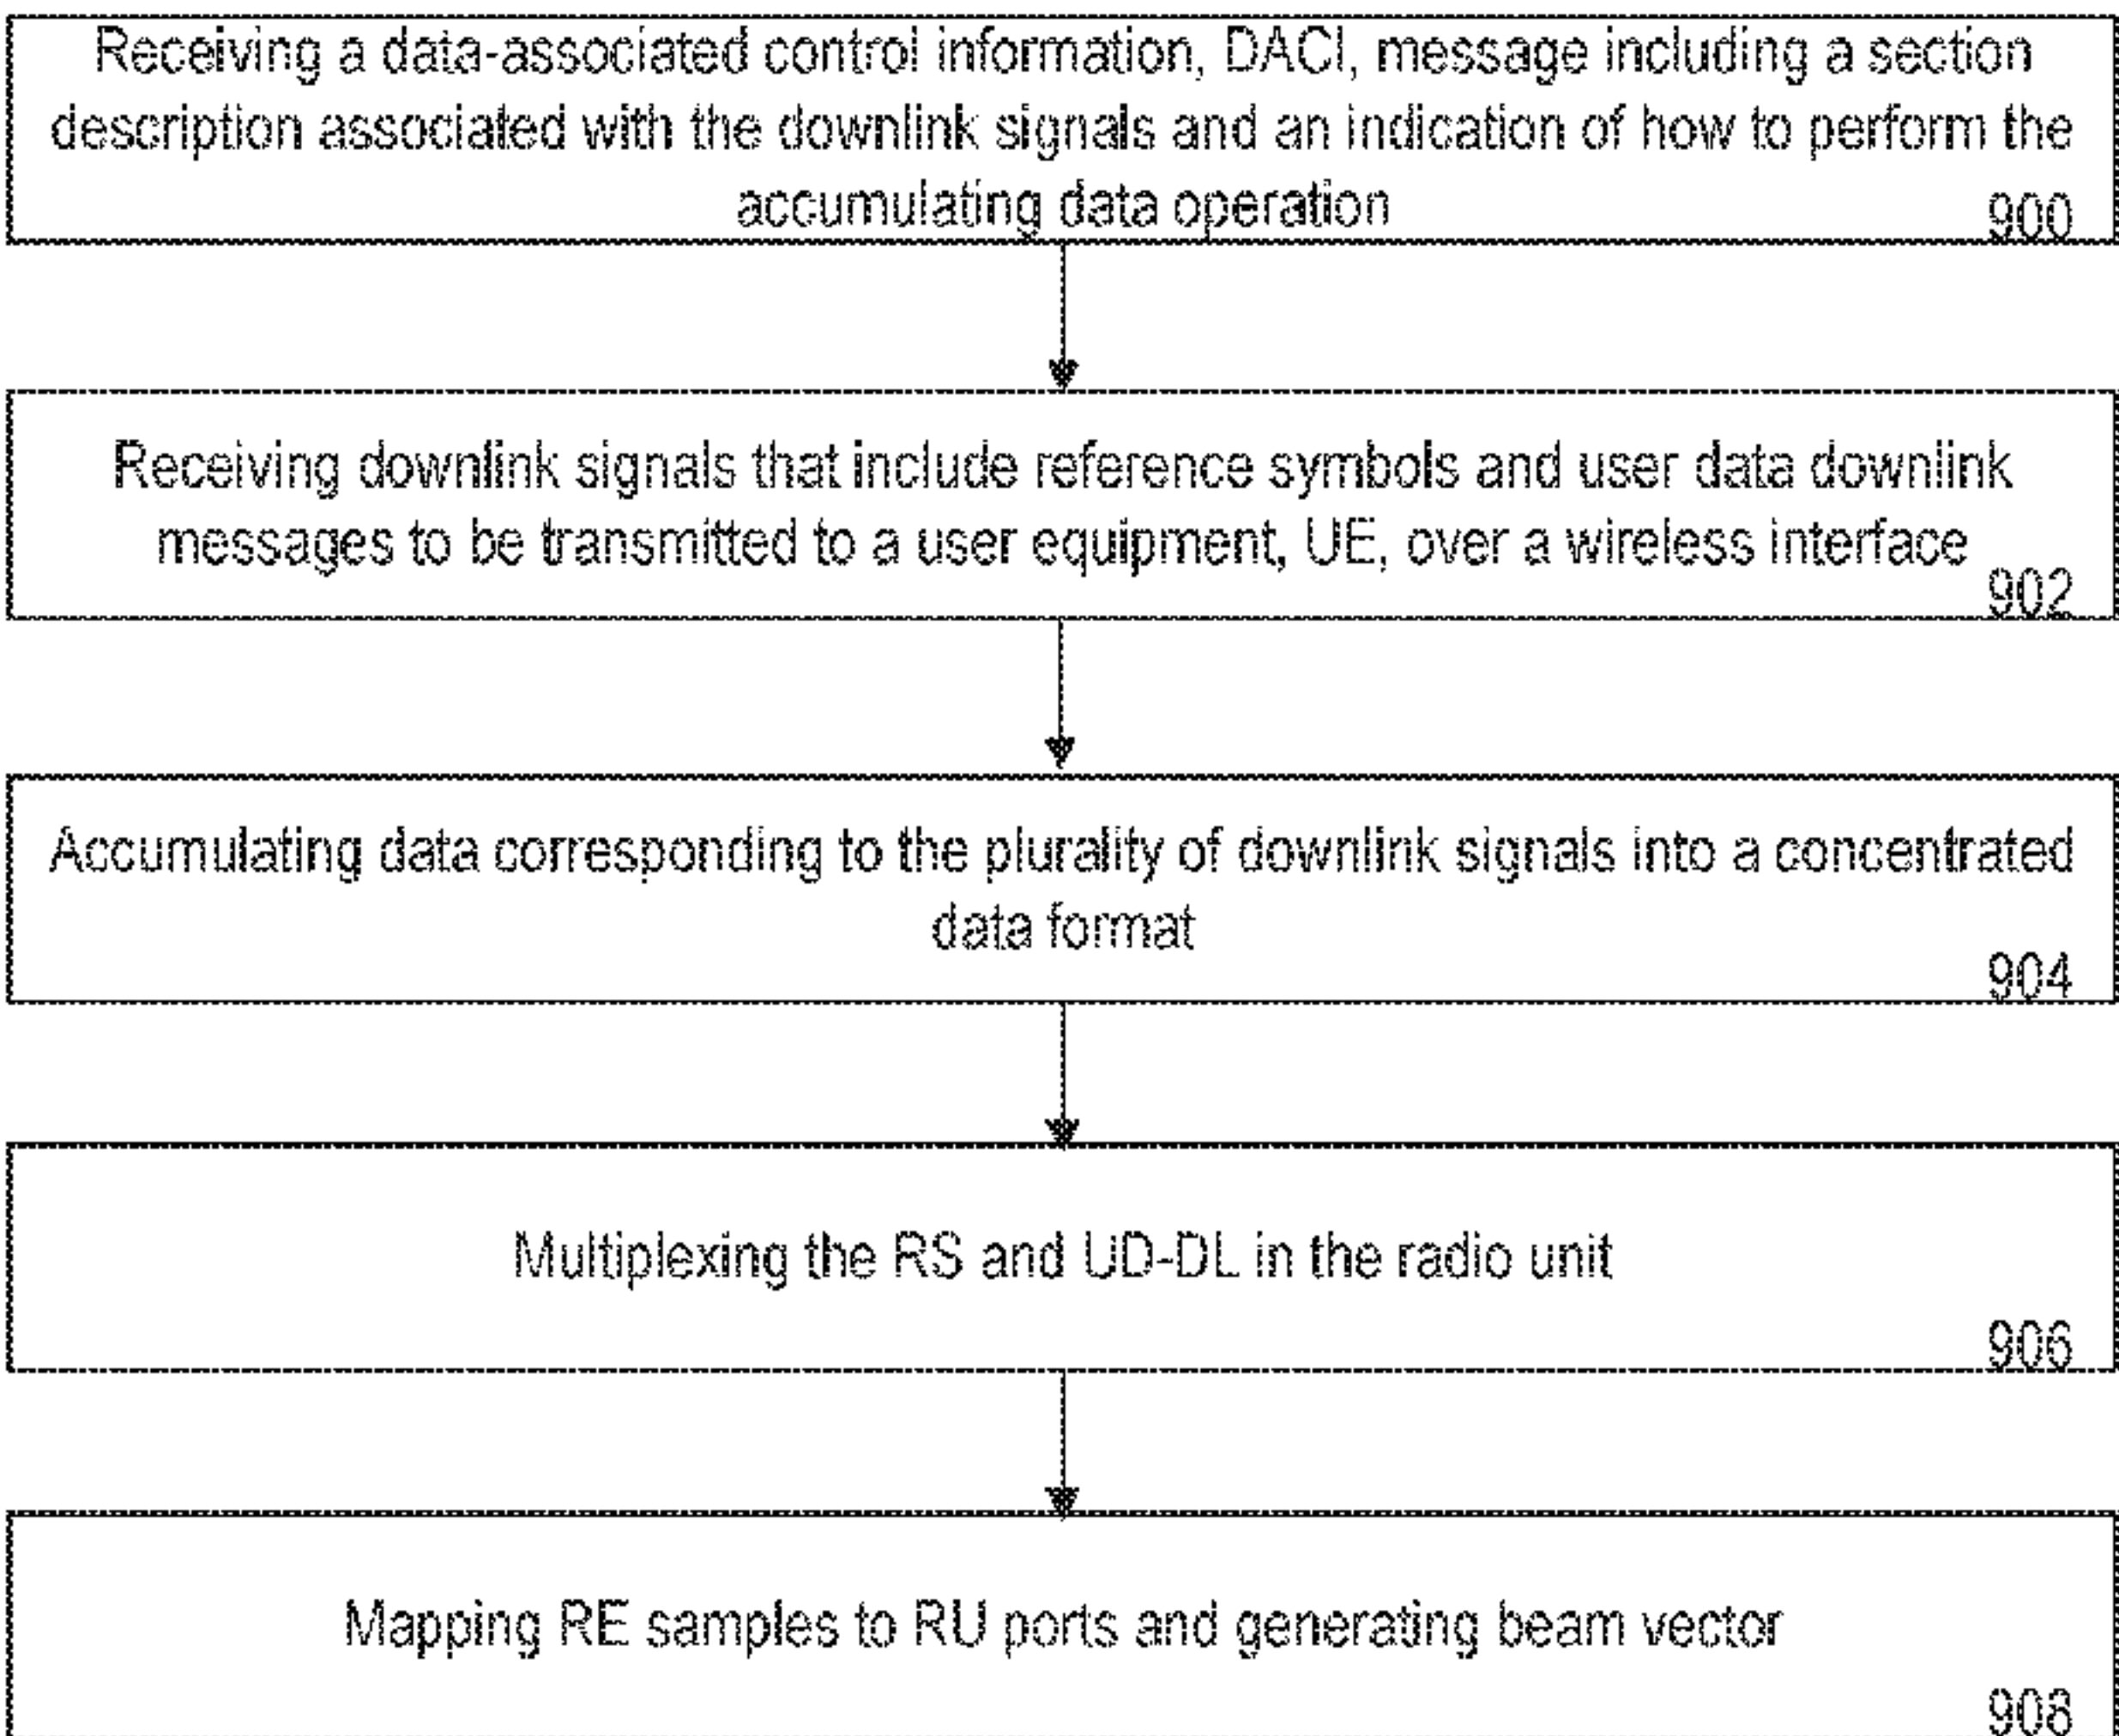 Receiving a data-associated control information, DACI, message including a section
description associated with the downlink signals and an indication of how to perform the
accumulating data operation
900
Receiving downlink signals that include reference symbols and user data downlink
messages to be transmitted to a user equipment, UE, over a wireless interface
902
Accumulating data corresponding to the plurality of downlink signals into a concentrated
data format
904
Multiplexing the RS and UD-DL in the radio unit
906
Mapping RE samples to RU ports and generating beam vector
908